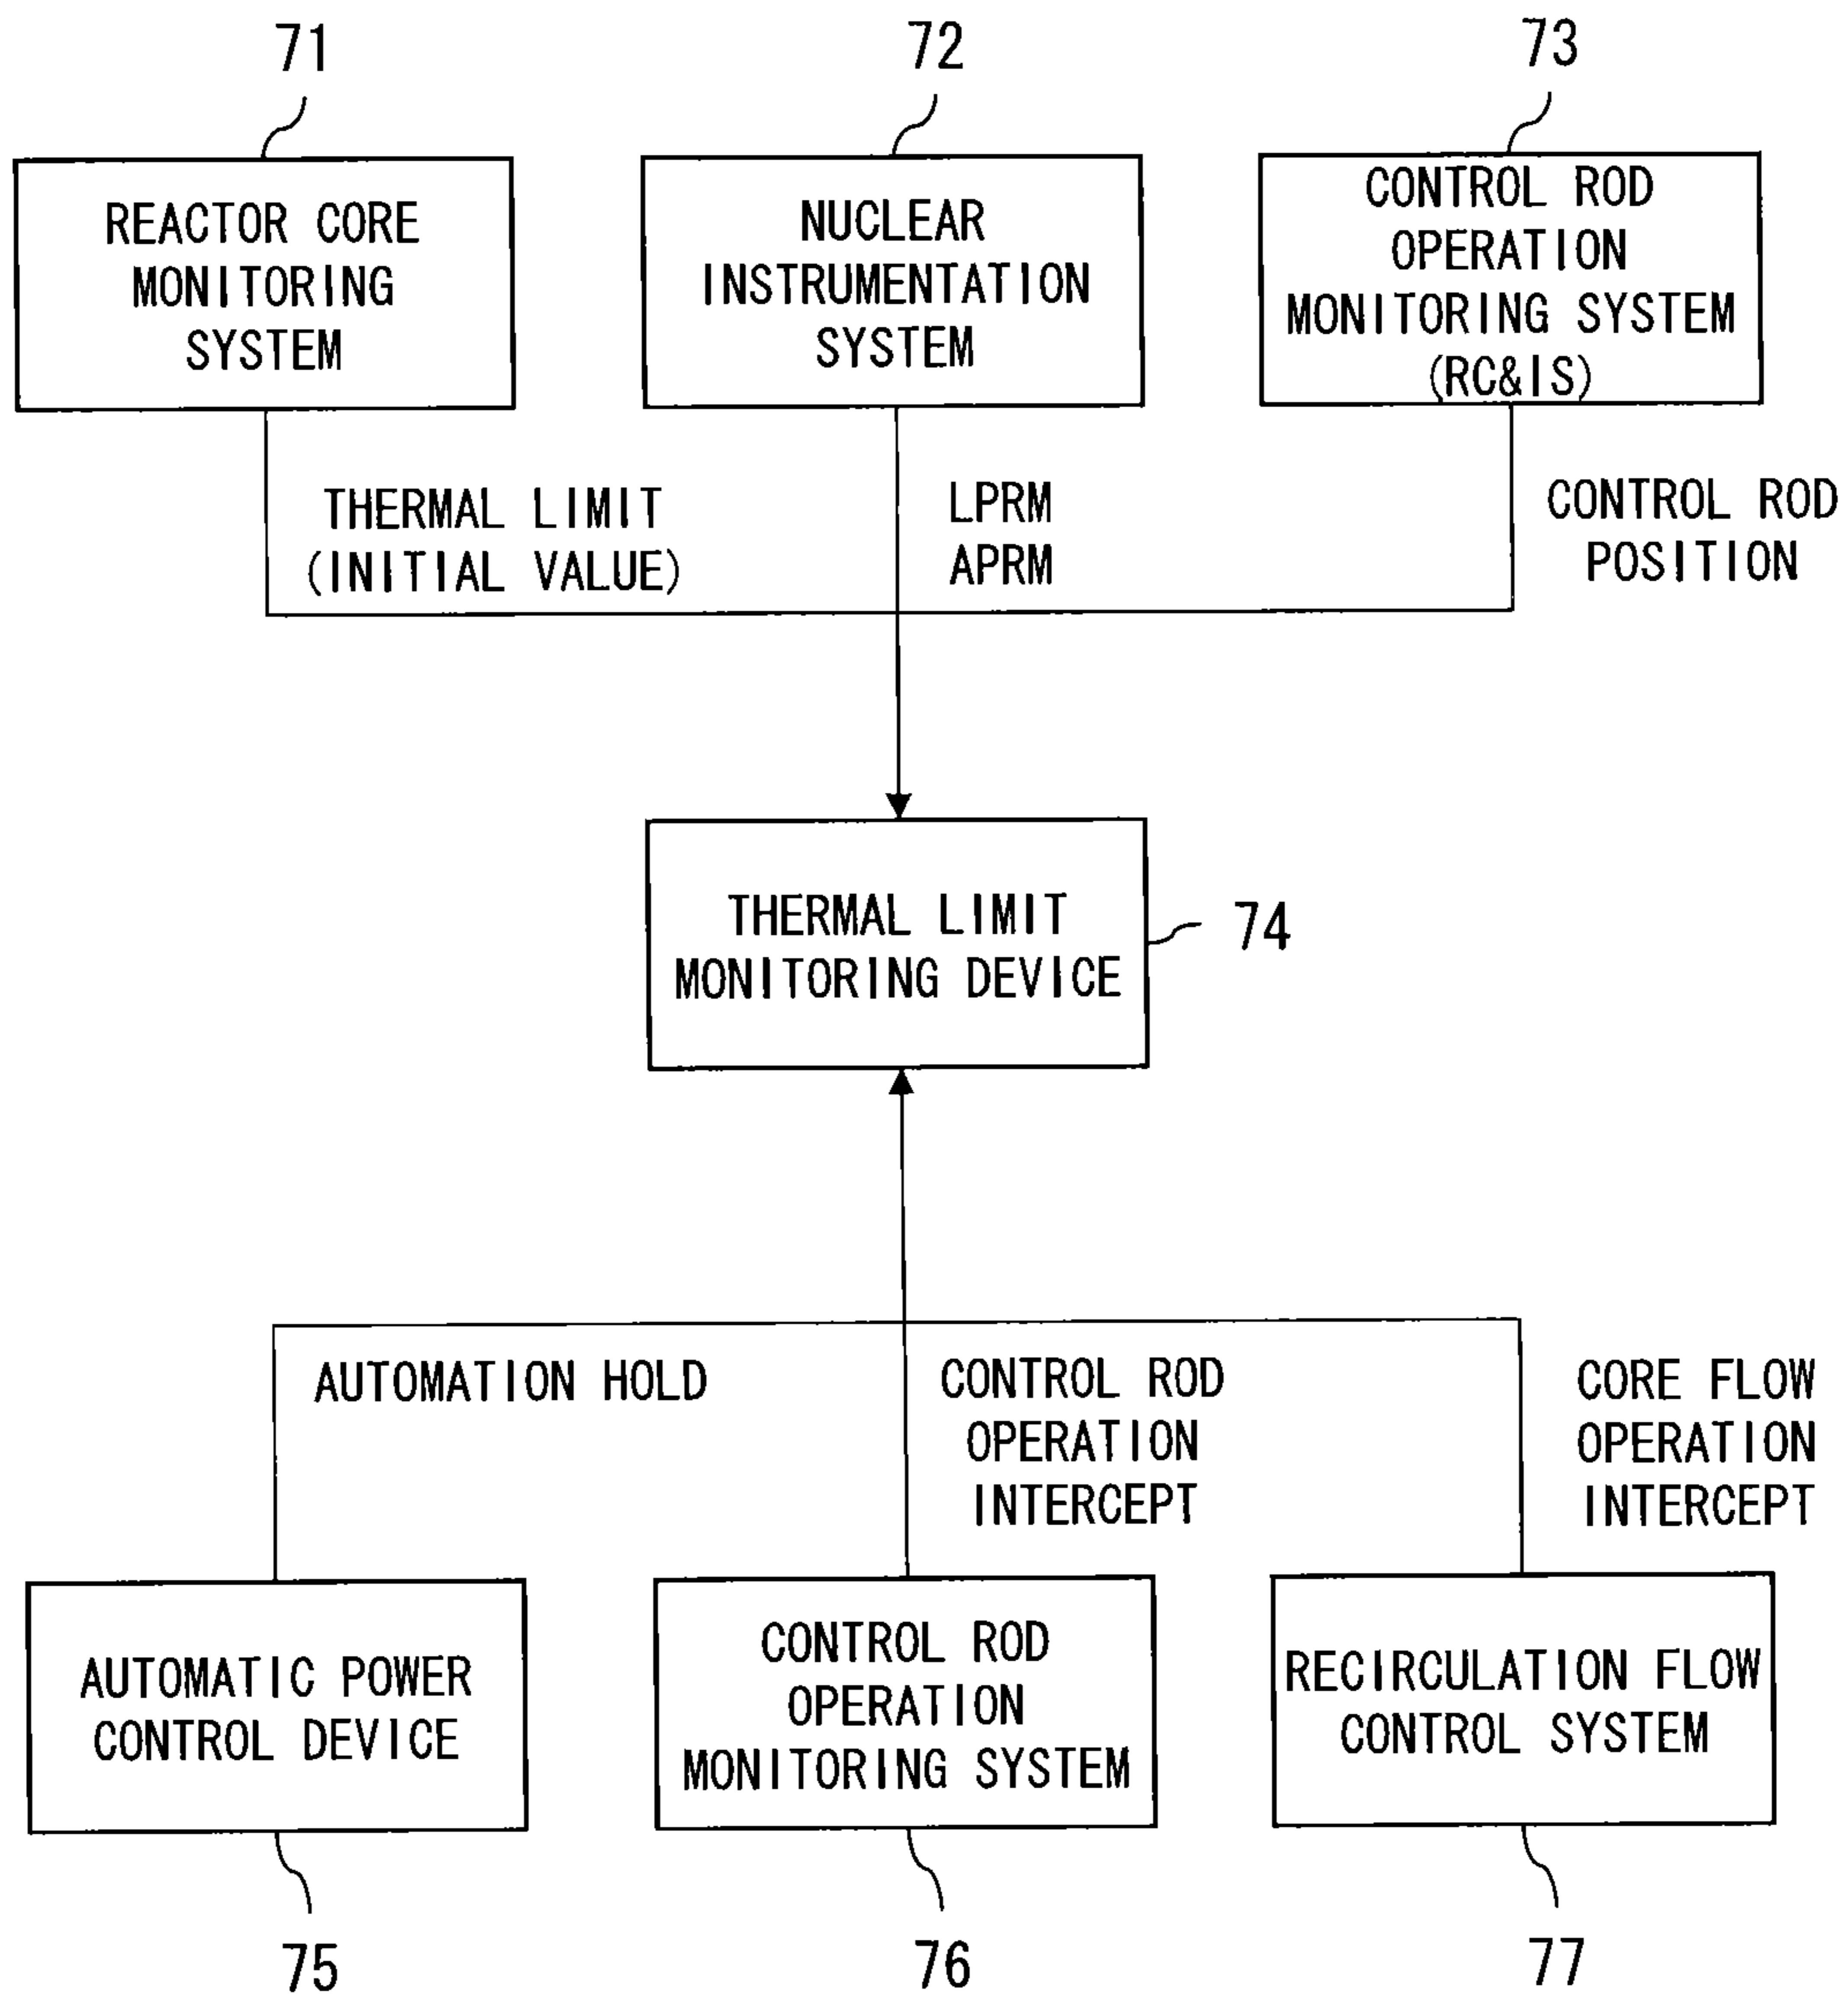 71
72
73
REACTOR CORE
MONITORING
SYSTEM
NUCLEAR
INSTRUMENTATION
SYSTEM
CONTROL ROD
OPERATION
MONITORING SYSTEM
(RC&IS)
THERMAL LIMIT
(INITIAL VALUE)
LPRM
APRM
CONTROL ROD
POSITION
THERMAL LIMIT
MONITORING DEVICE
74
AUTOMATION HOLD
CONTROL ROD
OPERATION
INTERCEPT
CORE FLOW
OPERATION
INTERCEPT
AUTOMATIC POWER
CONTROL DEVICE
CONTROL ROD
OPERATION
MONITORING SYSTEM
RECIRCULATION FLOW
CONTROL SYSTEM
75
76
77